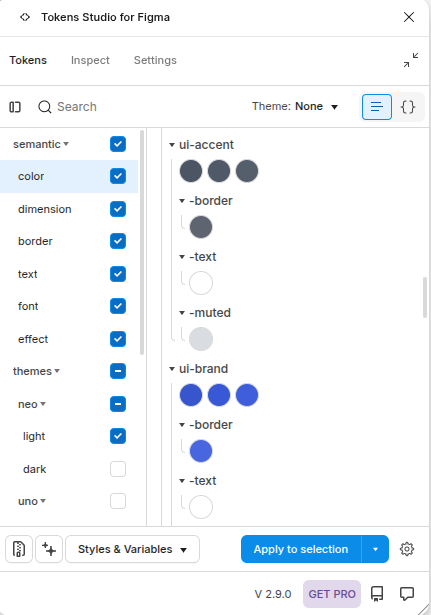 Tokens Studio for Figma
Tokens Inspect Settings
Search Theme: None
semantic
color
dimension
border
text
font
effect
themes
neo
light
dark
uno
ui-accent
-border
-text
-muted
ui-brand
-border
-text
Styles & Variables Apply to selection
V 2.9.0 GET PRO